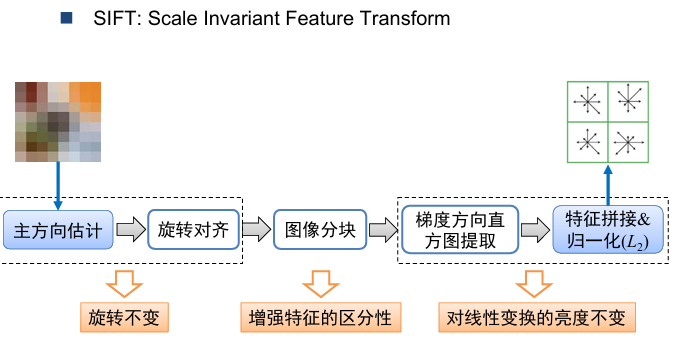 SIFT: Scale Invariant Feature Transform
主方向估计
旋转对齐
图像分块
梯度方向直
方图提取
特征拼接&
归一化(L₂)
旋转不变
增强特征的区分性
对线性变换的亮度不变